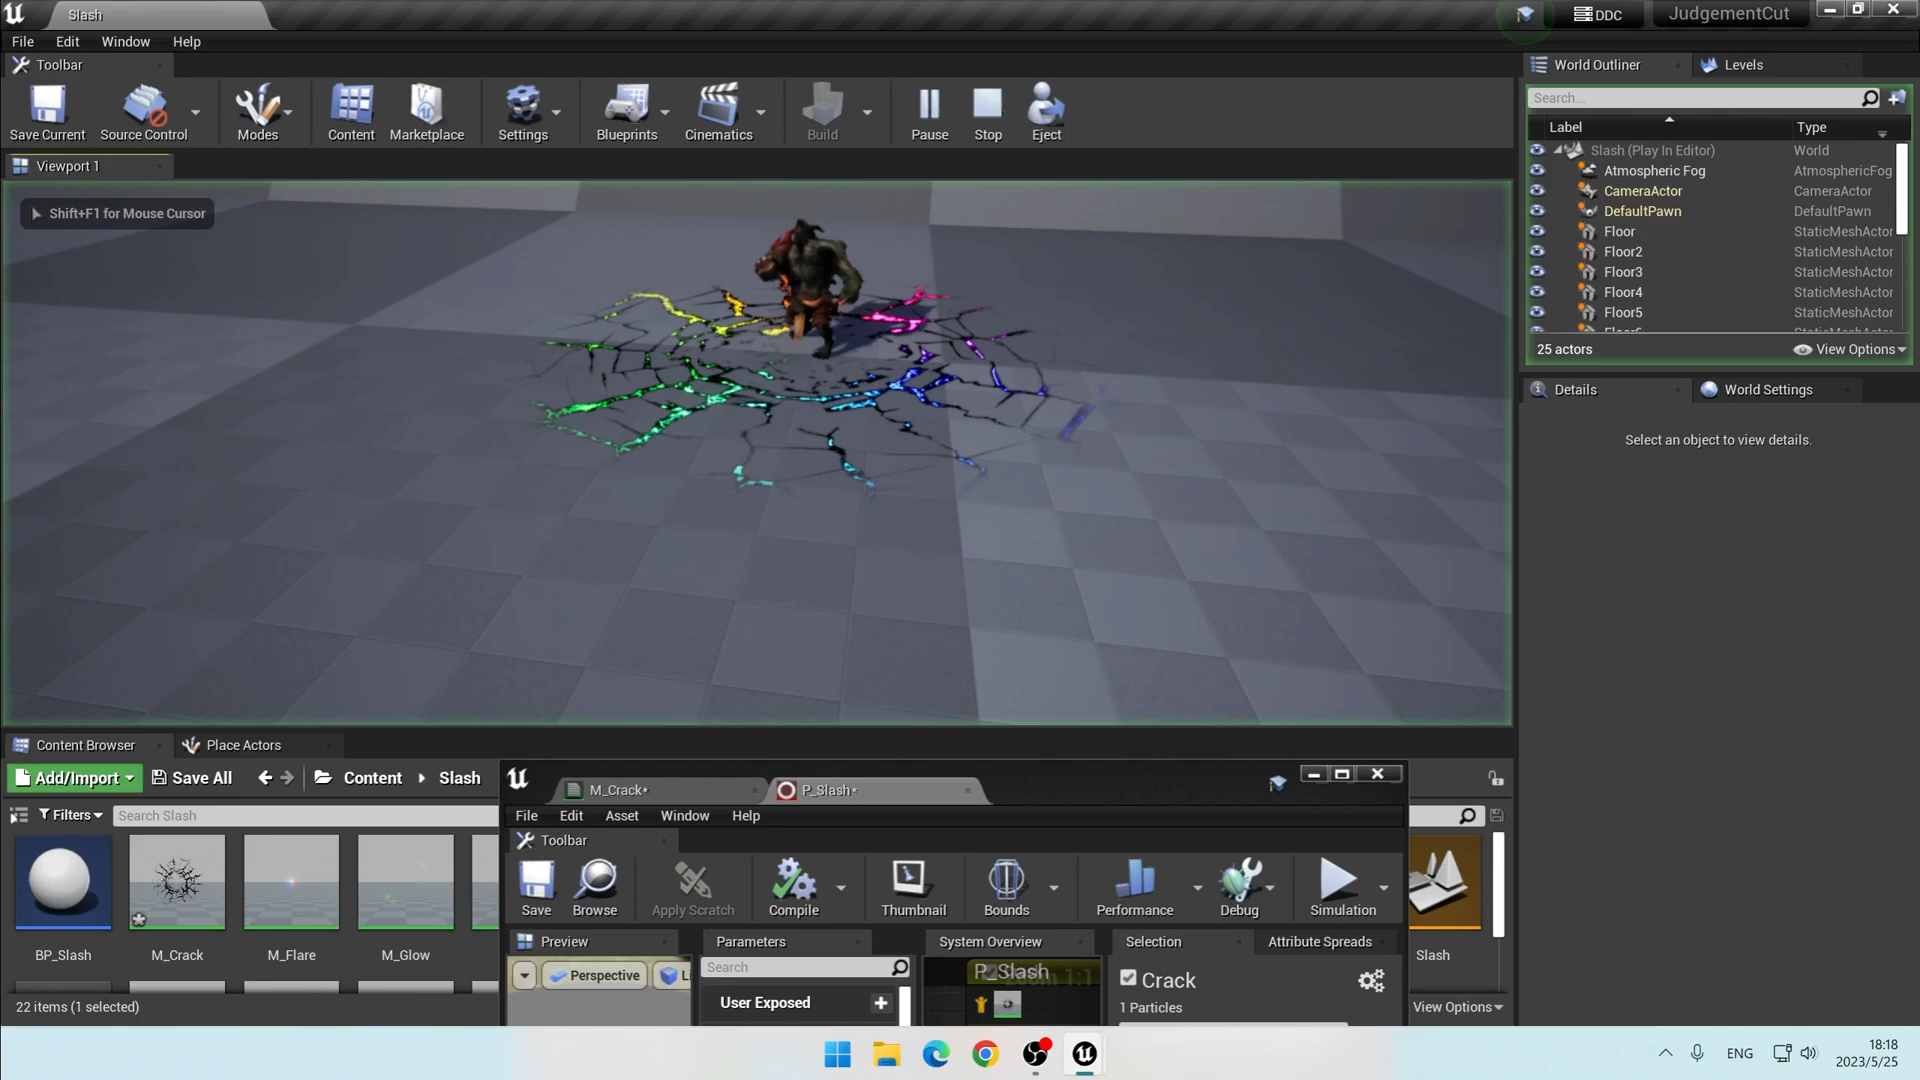 Slash
DDC
JudgementCut
File Edit Window Help
Toolbar
World Outliner
Levels
Save Current
Source Control
Modes
Content
Marketplace
Settings
Blueprints
Cinematics
Build
Pause
Stop
Eject
Search...
Label
Type
Viewport 1
Shift+F1 for Mouse Cursor
Slash (Play In Editor) World
Atmospheric Fog AtmosphericFog
CameraActor CameraActor
DefaultPawn DefaultPawn
Floor StaticMeshActor
Floor2 StaticMeshActor
Floor3 StaticMeshActor
Floor4 StaticMeshActor
Floor5 StaticMeshActor
25 actors
View Options
Details
World Settings
Select an object to view details.
Content Browser
Place Actors
Add/Import
Save All
Content
Slash
Filters
Search Slash
BP_Slash
M_Crack
M_Flare
M_Glow
22 items (1 selected)
M_Crack*
P_Slash*
File Edit Asset Window Help
Toolbar
Save
Browse
Apply Scratch
Compile
Thumbnail
Bounds
Performance
Debug
Simulation
Preview
Parameters
System Overview
Selection
Attribute Spreads
Perspective
Li
Search
User Exposed
P_Slash
Zoom 1:1
Crack
1 Particles
Slash
View Options
ENG
18:18
2023/5/25